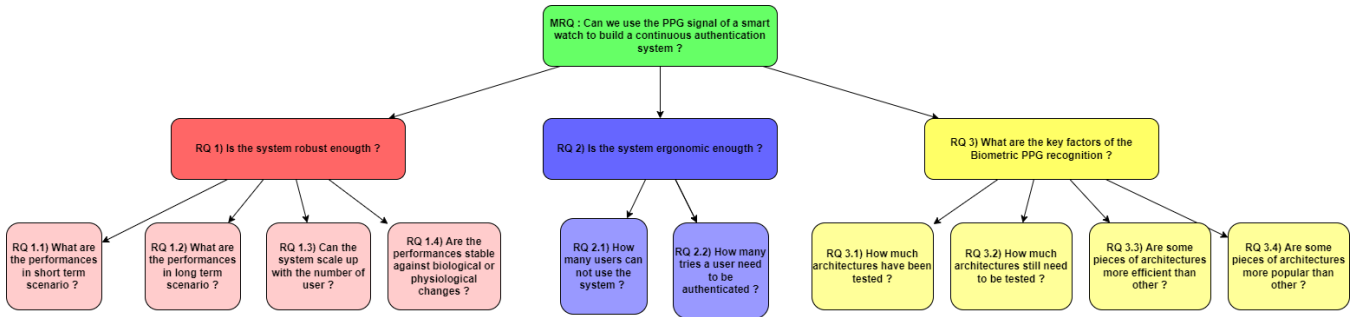 MRQ : Can we use the PPG signal of a smart
watch to build a continuous authentication
system ?
RQ 1) Is the system robust enougth ?
RQ 2) Is the system ergonomic enougth ?
RQ 3) What are the key factors of the
Biometric PPG recognition ?
RQ 1.1) What are
the performances
in short term
scenario ?
RQ 1.2) What are
the performances
in long term
scenario ?
RQ 1.3) Can the
system scale up
with the number of
user ?
RQ 1.4) Are the
performances stable
against biological or
physiological
changes ?
RQ 2.1) How
many users can
not use the
system ?
RQ 2.2) How many
tries a user need
to be
authenticated ?
RQ 3.1) How much
architectures have been
tested ?
RQ 3.2) How much
architectures still need
to be tested ?
RQ 3.3) Are some
pieces of architectures
more efficient than
other ?
RQ 3.4) Are some
pieces of architectures
more popular than
other ?